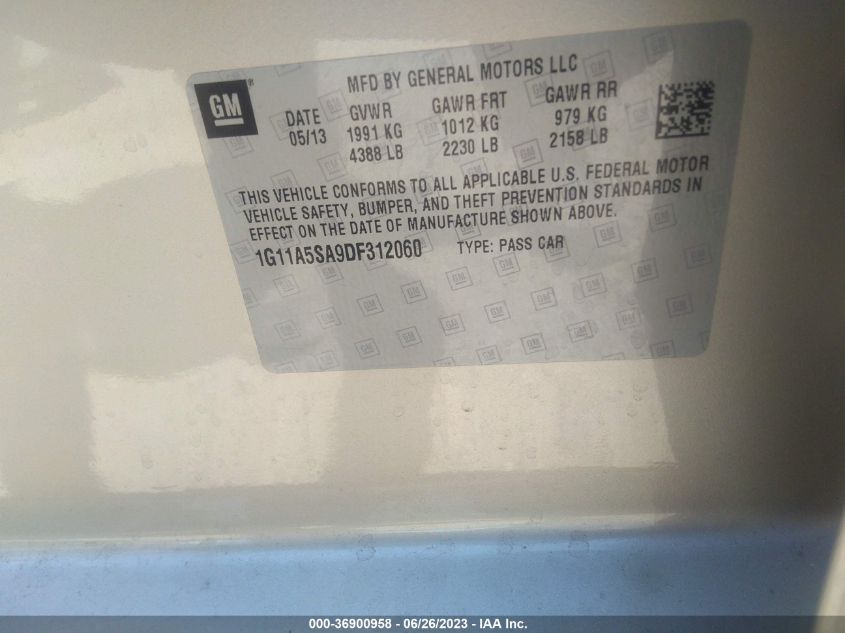 MFD BY GENERAL MOTORS LLC
GM®
DATE GVWR GAWR FRT GAWR RR
05/13 1991 KG 1012 KG 979 KG
4388 LB 2230 LB 2158 LB
THIS VEHICLE CONFORMS TO ALL APPLICABLE U.S. FEDERAL MOTOR
VEHICLE SAFETY, BUMPER, AND THEFT PREVENTION STANDARDS IN
EFFECT ON THE DATE OF MANUFACTURE SHOWN ABOVE.
1G11A5SA9DF312060 TYPE: PASS CAR
000-36900958 - 06/26/2023 - IAA Inc.